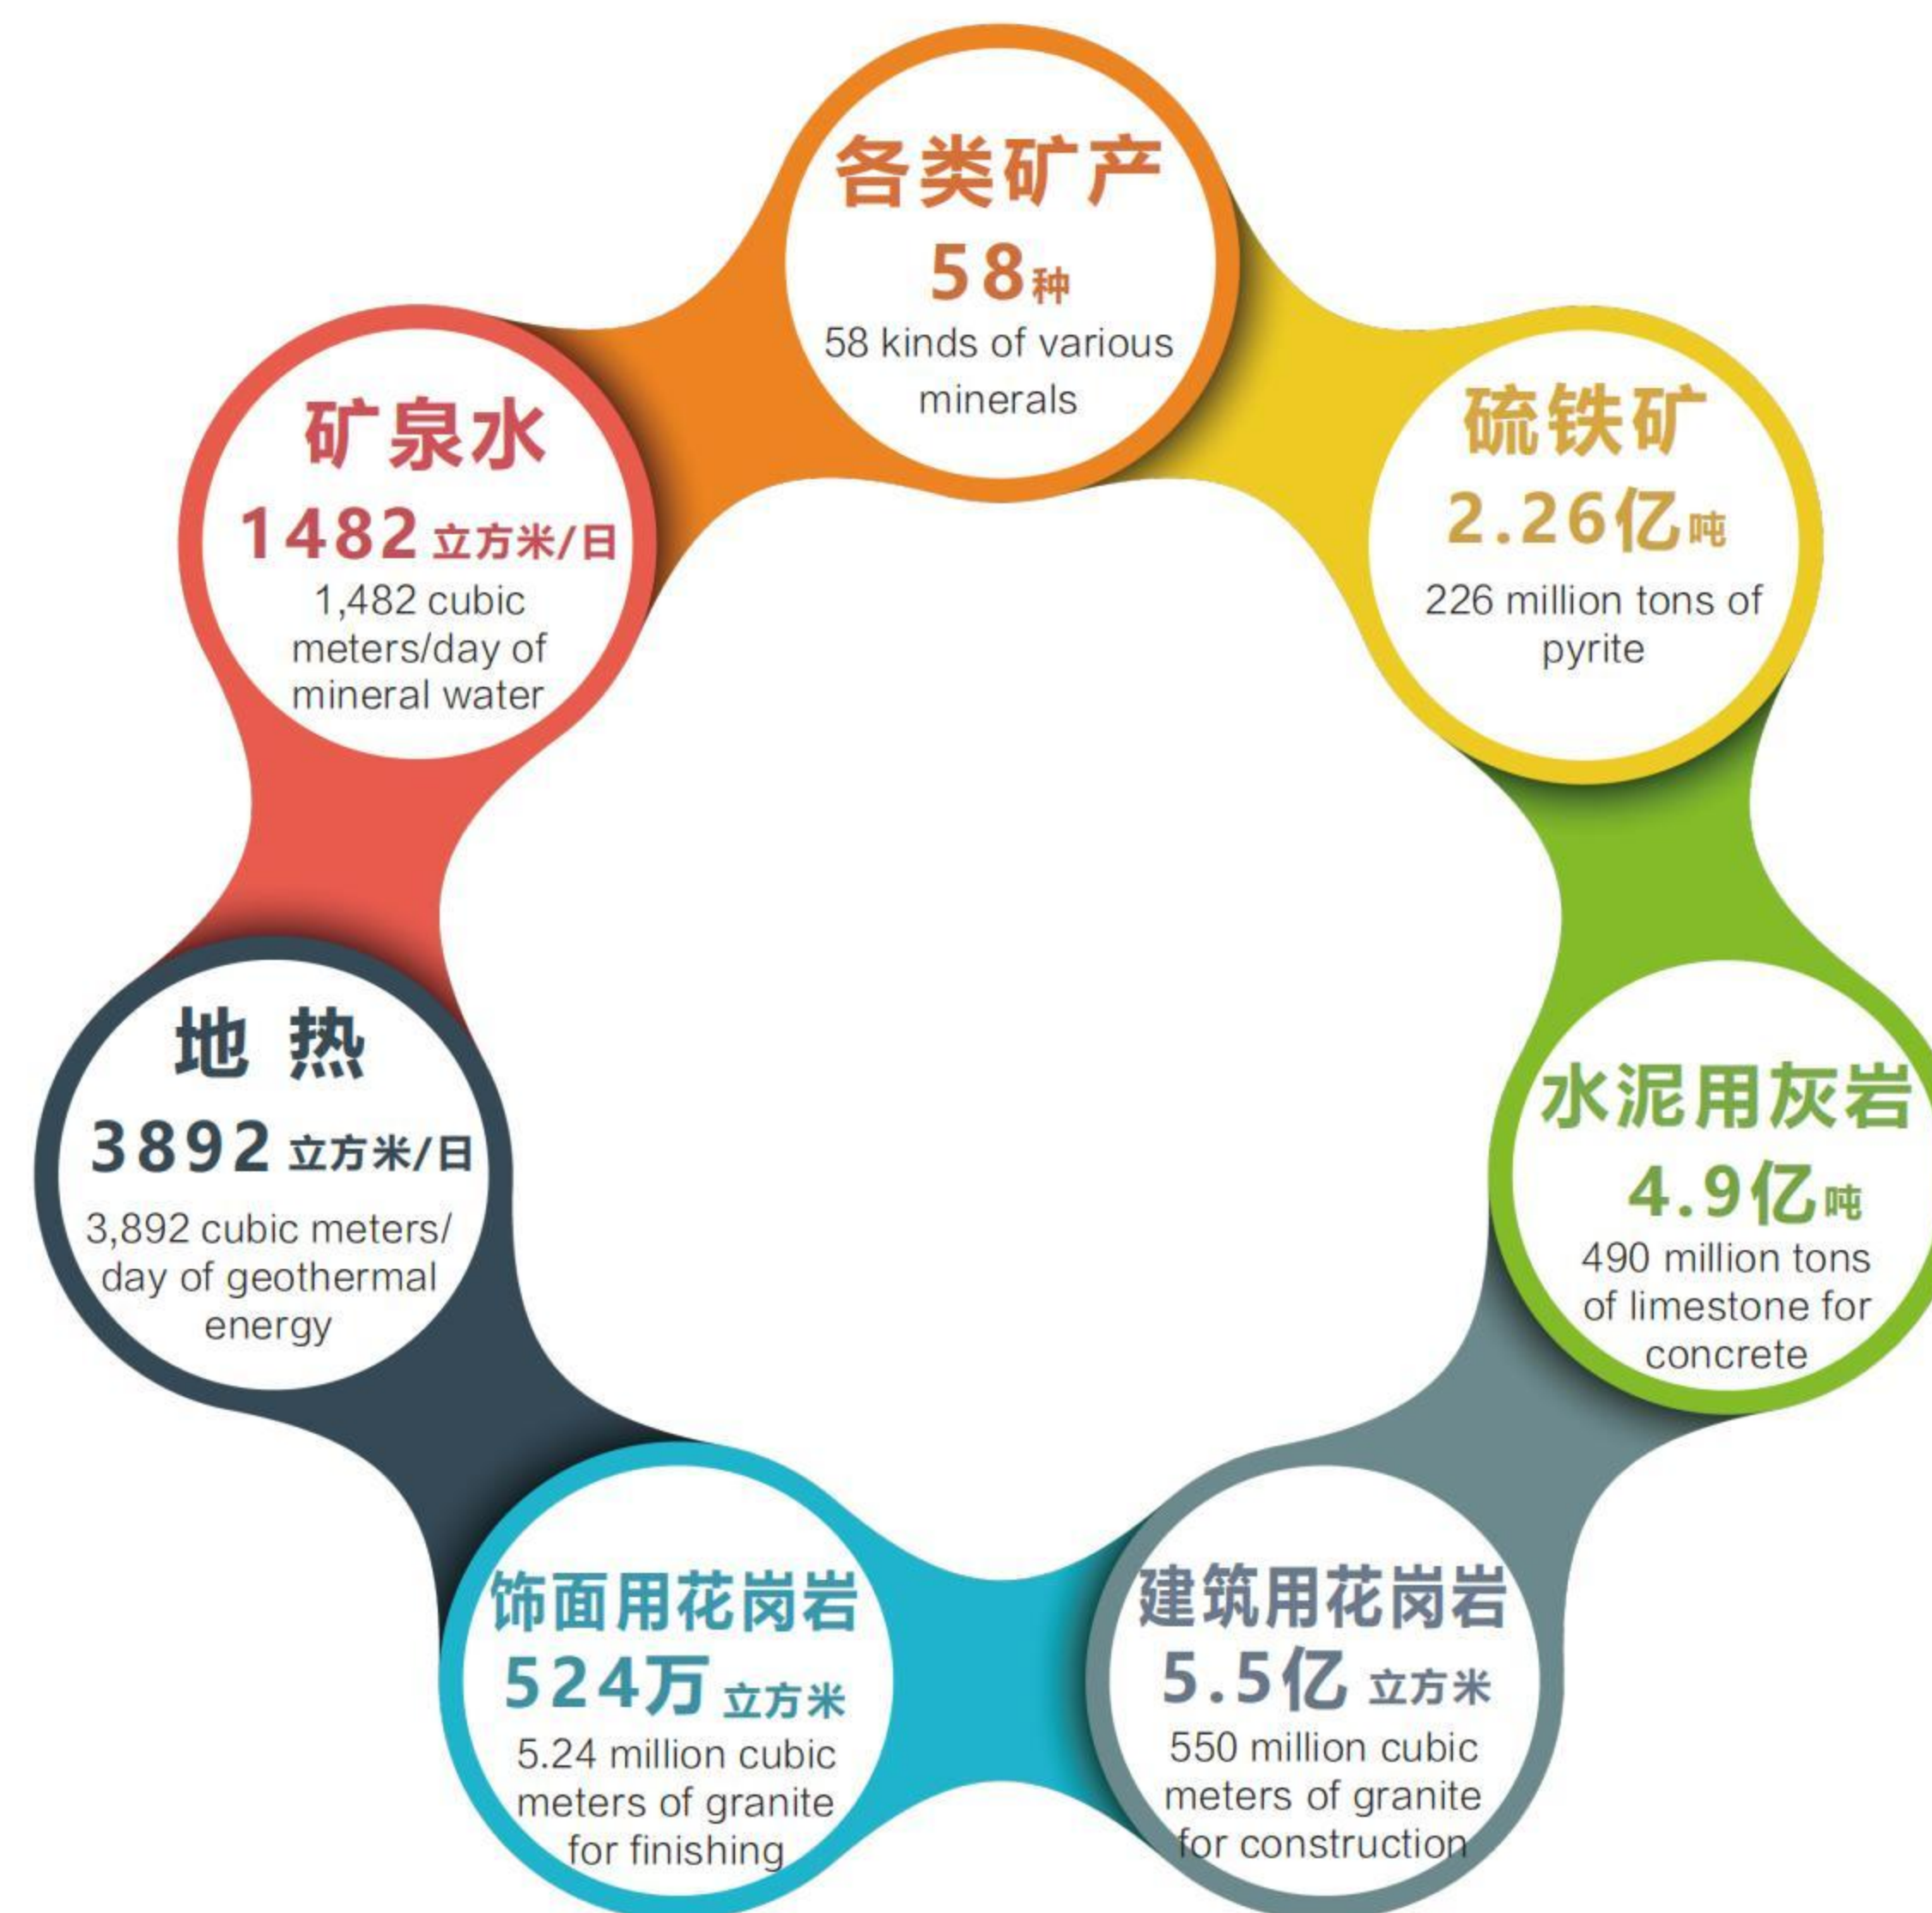 各类矿产
58种
58 kinds of various
minerals
硫铁矿
2.26亿吨
226 million tons of
pyrite
水泥用灰岩
4.9亿吨
490 million tons
of limestone for
concrete
建筑用花岗岩
5.5亿 立方米
550 million cubic
meters of granite
for construction
饰面用花岗岩
524万 立方米
5.24 million cubic
meters of granite
for finishing
地 热
3892 立方米/日
3,892 cubic meters/
day of geothermal
energy
矿泉水
1482 立方米/日
1,482 cubic
meters/day of
mineral water